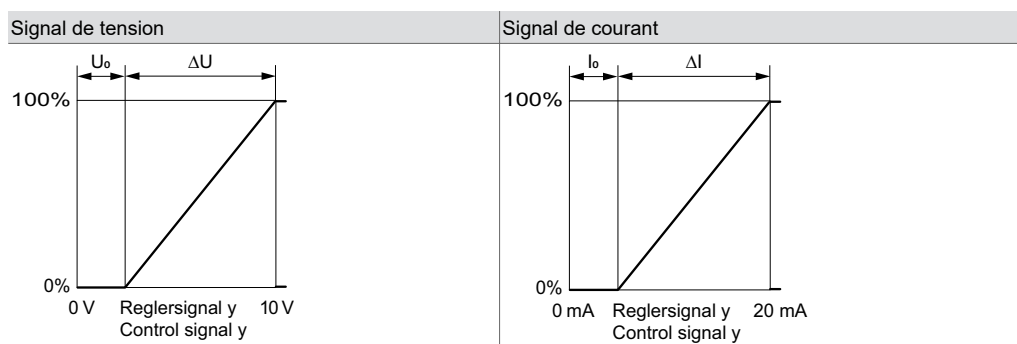 Signal de tension
U₀ ΔU
100%
0%
0 V Reglersignal y 10 V
Control signal y
Signal de courant
I₀ ΔI
100%
0%
0 mA Reglersignal y 20 mA
Control signal y